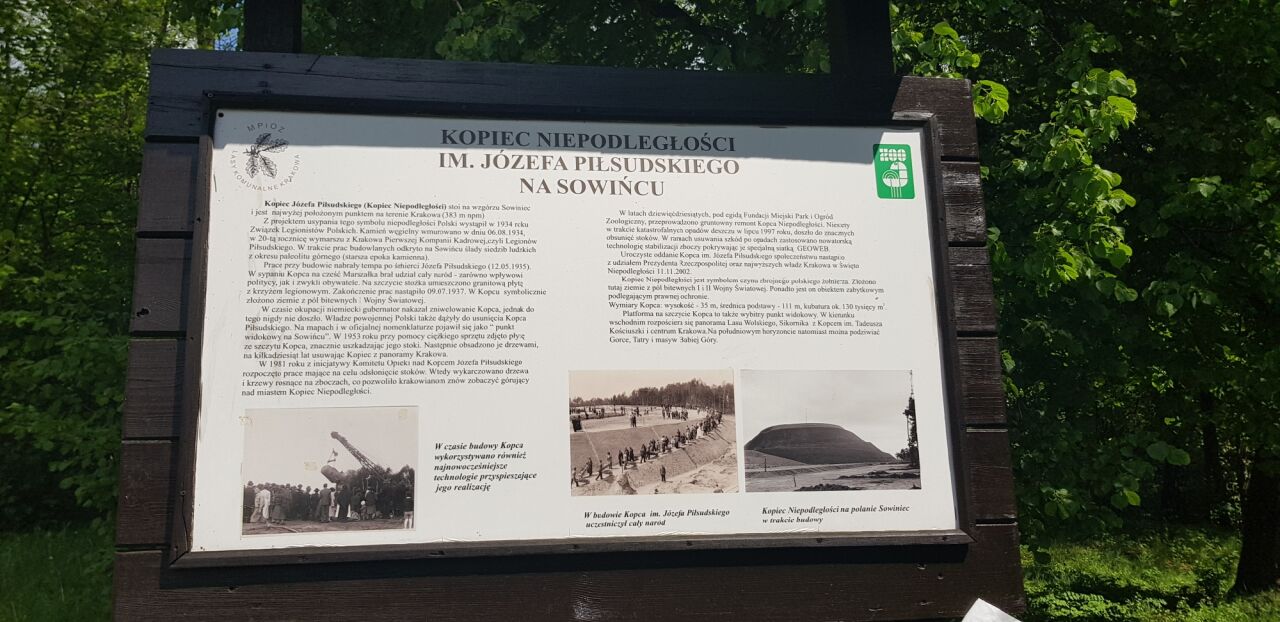 MPIOZ
LASY KOMUNALNE KRAKOWA
KOPIEC NIEPODLEGŁOŚCI
IM. JÓZEFA PIŁSUDSKIEGO
NA SOWIŃCU
ZOO
Kopiec Józefa Piłsudskiego (Kopiec Niepodległości) stoi na wzgórzu Sowiniec
i jest najwyżej położonym punktem na terenie Krakowa (383 m npm)
Z projektem usypania tego symbolu niepodległości Polski wystąpił w 1934 roku
Związek Legionistów Polskich. Kamień węgielny wmurowano w dniu 06.08.1934,
w 20-tą rocznicę wymarszu z Krakowa Pierwszej Kompanii Kadrowej,czyli Legionów
Piłsudskiego. W trakcie prac budowlanych odkryto na Sowińcu ślady siedzib ludzkich
z okresu paleolitu górnego (starsza epoka kamienna).
Prace przy budowie nabrały tempa po śmierci Józefa Piłsudskiego (12.05.1935).
W sypaniu Kopca na cześć Marszałka brał udział cały naród - zarówno wpływowi
politycy, jak i zwykli obywatele. Na szczycie stożka umieszczono granitową płytę
z krzyżem legionowym. Zakończenie prac nastąpiło 09.07.1937. W Kopcu symbolicznie
złożono ziemie z pól bitewnych I Wojny Światowej.
W czasie okupacji niemiecki gubernator nakazał zniwelowanie Kopca, jednak do
tego nigdy nie doszło. Władze powojennej Polski także dążyły do usunięcia Kopca
Piłsudskiego. Na mapach i w oficjalnej nomenklaturze pojawił się jako " punkt
widokowy na Sowińcu". W 1953 roku przy pomocy ciężkiego sprzętu zdjęto płytę
ze szczytu Kopca, znacznie uszkadzając jego stoki. Następnie obsadzono je drzewami,
na kilkadziesiąt lat usuwając Kopiec z panoramy Krakowa.
W 1981 roku z inicjatywy Komitetu Opieki nad Kopcem Józefa Piłsudskiego
rozpoczęto prace mające na celu odsłonięcie stoków. Wtedy wykarczowano drzewa
i krzewy rosnące na zboczach, co pozwoliło krakowianom znów zobaczyć górujący
nad miastem Kopiec Niepodległości.
W latach dziewięćdziesiątych, pod egidą Fundacji Miejski Park i Ogród
Zoologiczny, przeprowadzono gruntowny remont Kopca Niepodległości. Niestety
w trakcie katastrofalnych opadów deszczu w lipcu 1997 roku, doszło do znacznych
obsunięć stoków. W ramach usuwania szkód po opadach zastosowano nowatorską
technologię stabilizacji zboczy pokrywając je specjalną siatką GEOWEB.
Uroczyste oddanie Kopca im. Józefa Piłsudskiego społeczeństwu nastąpiło
z udziałem Prezydenta Rzeczpospolitej oraz najwyższych władz Krakowa w Święto
Niepodległości 11.11.2002.
Kopiec Niepodległości jest symbolem czynu zbrojnego polskiego żołnierza. Złożono
tutaj ziemie z pól bitewnych I i II Wojny Światowej. Ponadto jest on obiektem zabytkowym
podlegającym prawnej ochronie.
Wymiary Kopca: wysokość - 35 m, średnica podstawy - 111 m, kubatura ok. 130 tysięcy m³
Platforma na szczycie Kopca to także wybitny punkt widokowy. W kierunku
wschodnim rozpościera się panorama Lasu Wolskiego, Sikornika z Kopcem im. Tadeusza
Kościuszki i centrum Krakowa.Na południowym horyzoncie natomiast można podziwiać
Gorce, Tatry i masyw Babiej Góry.
W czasie budowy Kopca
wykorzystywano również
najnowocześniejsze
technologie przyspieszające
jego realizację
W budowie Kopca im. Józefa Piłsudskiego
uczestniczył cały naród
Kopiec Niepodległości na polanie Sowiniec
w trakcie budowy